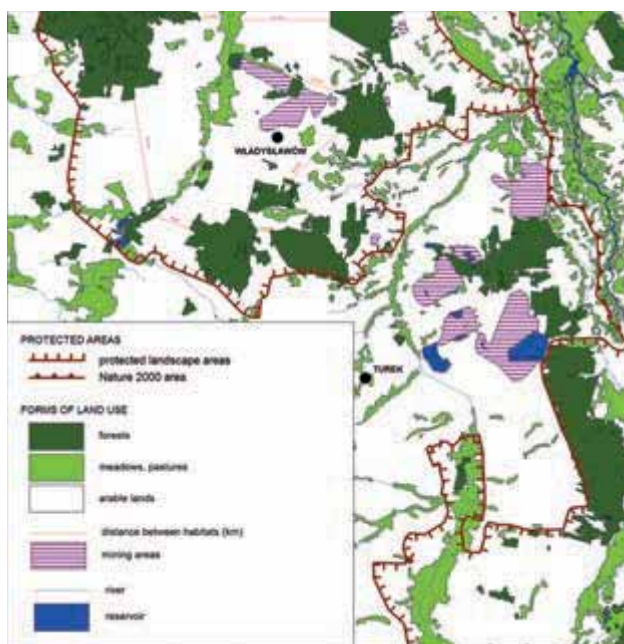 WŁADYSŁAWÓW
TUREK
PROTECTED AREAS
protected landscape areas
Nature 2000 area
FORMS OF LAND USE
forests
meadows, pastures
arable lands
distance between habitats (km)
mining areas
river
reservoir